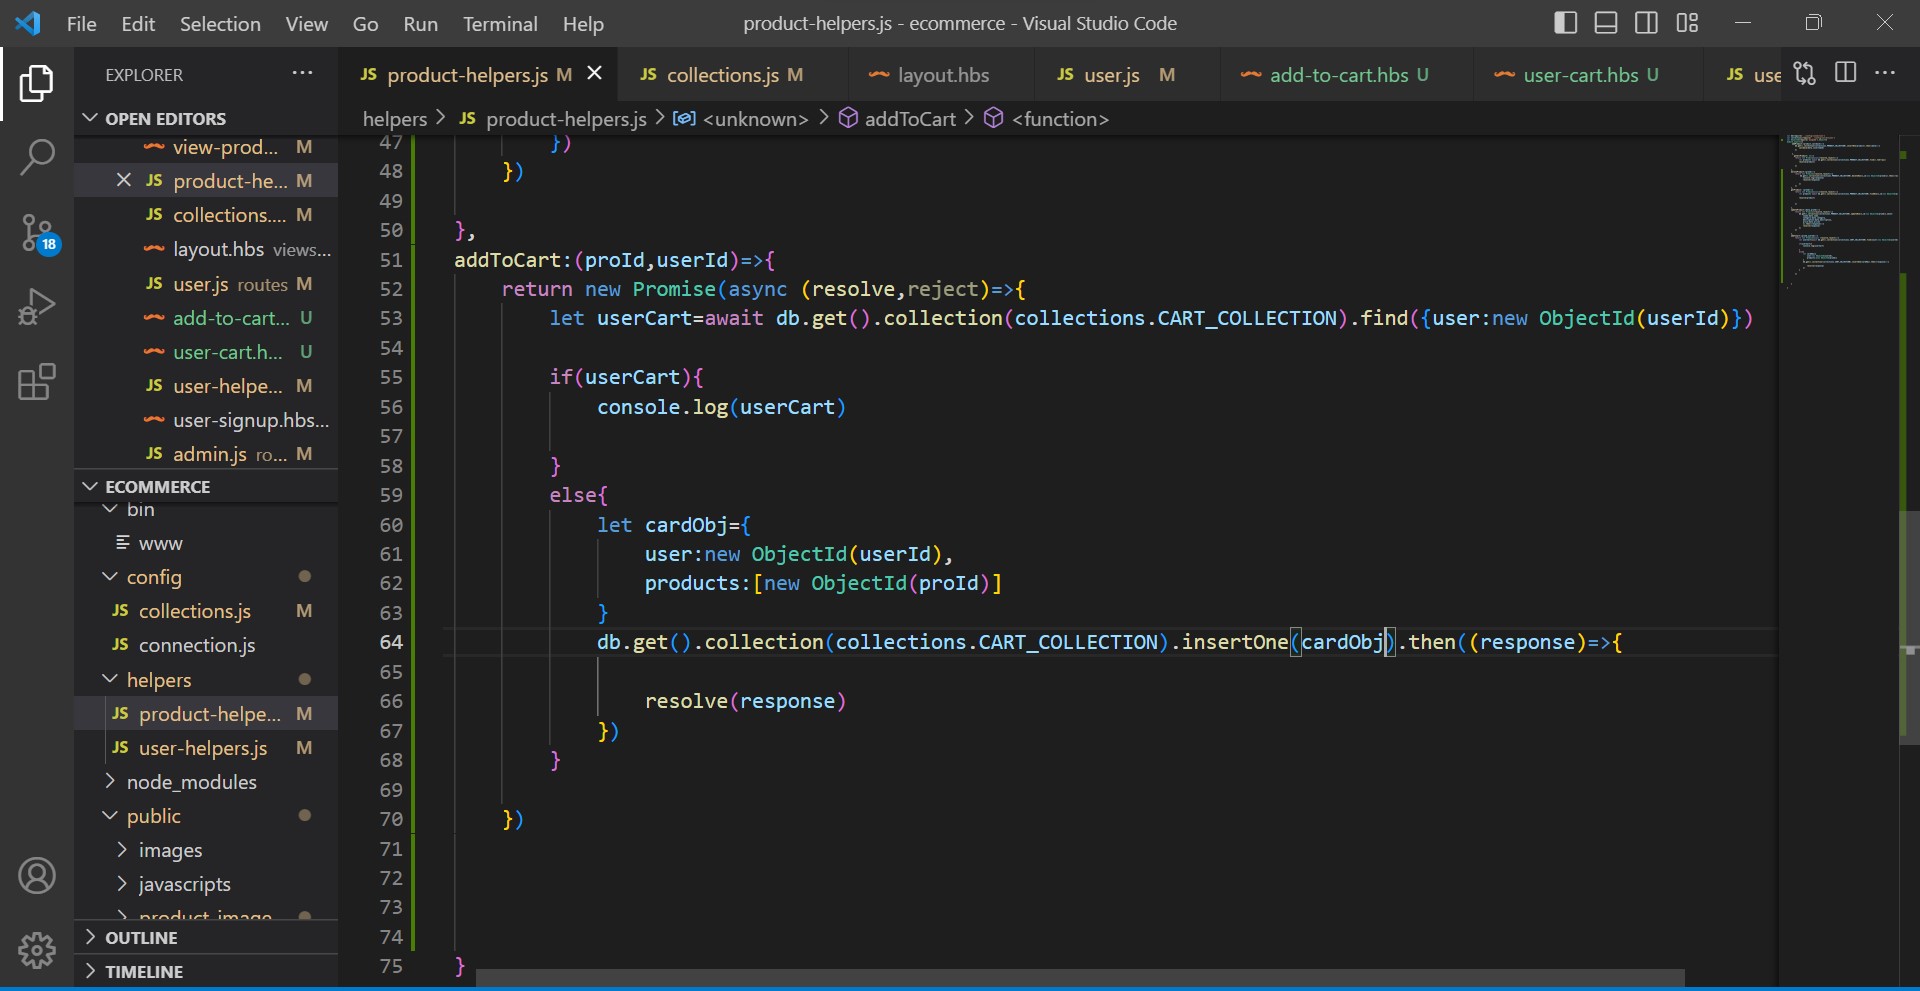 File Edit Selection View Go Run Terminal Help product-helpers.js - ecommerce - Visual Studio Code
EXPLORER ···
JS product-helpers.js M
JS collections.js M
layout.hbs
JS user.js M
add-to-cart.hbs U
user-cart.hbs U
JS use
helpers > JS product-helpers.js > <unknown> > addToCart > <function>
OPEN EDITORS
view-prod... M
JS product-he... M
JS collections.... M
layout.hbs views...
JS user.js routes M
add-to-cart... U
user-cart.h... U
JS user-helpe... M
user-signup.hbs...
JS admin.js ro... M
ECOMMERCE
bin
www
config
JS collections.js M
JS connection.js
helpers
JS product-helpe... M
JS user-helpers.js M
node_modules
public
images
javascripts
product_image
OUTLINE
TIMELINE
18
47 })
48 })
49
50 },
51 addToCart:(proId,userId)=>{
52 return new Promise(async (resolve,reject)=>{
53 let userCart=await db.get().collection(collections.CART_COLLECTION).find({user:new ObjectId(userId)})
54
55 if(userCart){
56 console.log(userCart)
57
58 }
59 else{
60 let cardObj={
61 user:new ObjectId(userId),
62 products:[new ObjectId(proId)]
63 }
64 db.get().collection(collections.CART_COLLECTION).insertOne(cardObj).then((response)=>{
65
66 resolve(response)
67 })
68 }
69
70 })
71
72
73
74
75 }